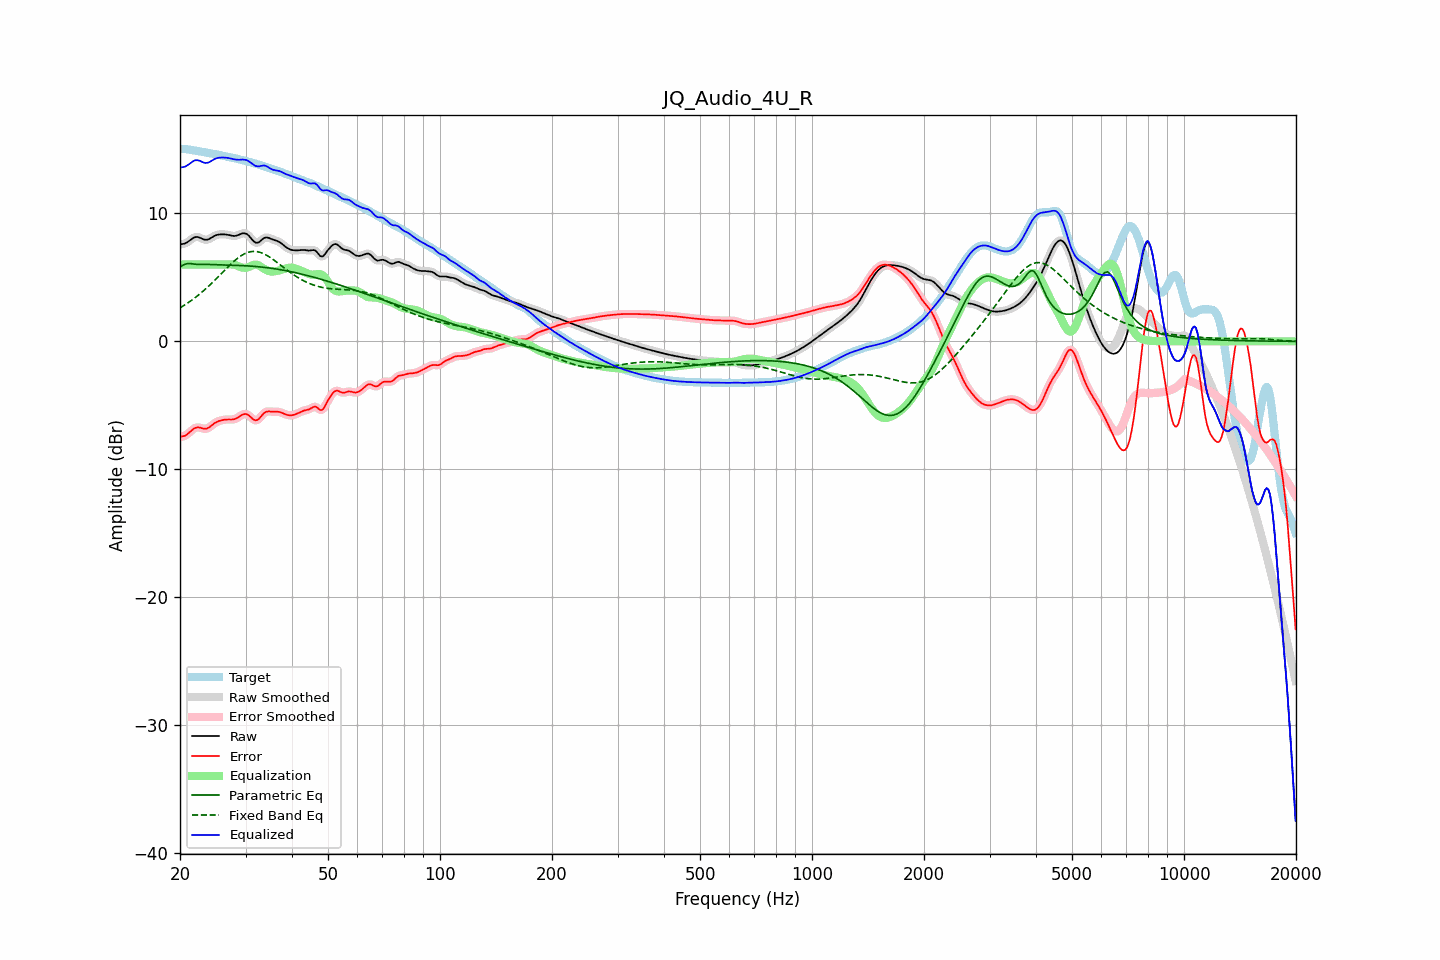 JQ_Audio_4U_R
Amplitude (dBr)
10
0
−10
−20
−30
−40
Target
Raw Smoothed
Error Smoothed
Raw
Error
Equalization
Parametric Eq
Fixed Band Eq
Equalized
20 50 100 200 500 1000 2000 5000 10000 20000
Frequency (Hz)